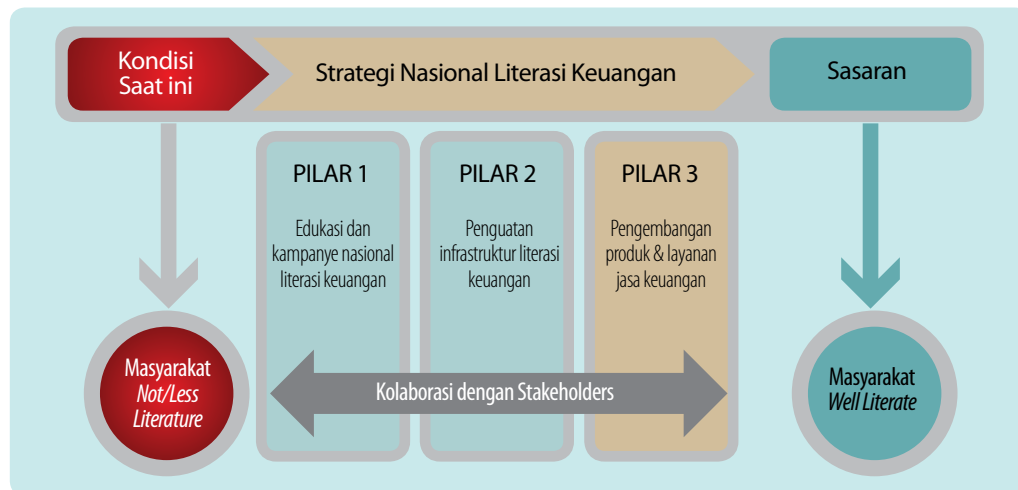 Kondisi
Saat ini
Strategi Nasional Literasi Keuangan
Sasaran
PILAR 1
Edukasi dan
kampanye nasional
literasi keuangan
PILAR 2
Penguatan
infrastruktur literasi
keuangan
PILAR 3
Pengembangan
produk & layanan
jasa keuangan
Masyarakat
Not/Less
Literature
Kolaborasi dengan Stakeholders
Masyarakat
Well Literate